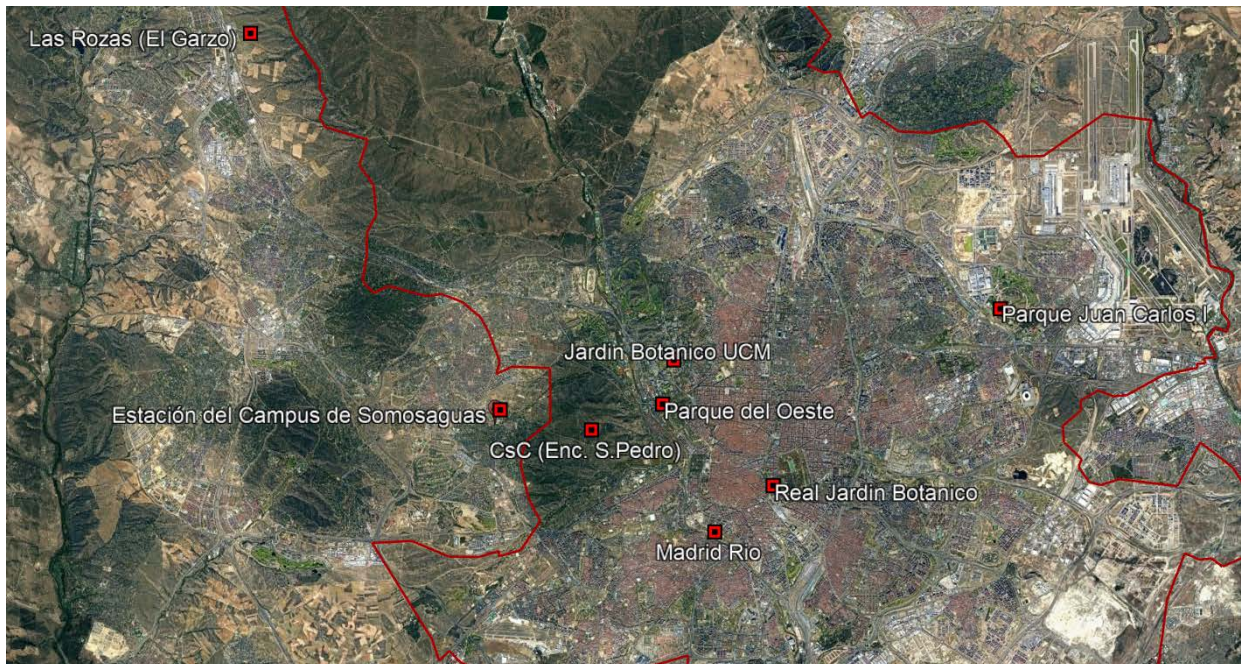 Las Rozas (El Garzo)
Parque Juan Carlos I
Jardin Botanico UCM
Parque del Oeste
Estación del Campus de Somosaguas
CsC (Enc. S.Pedro)
Real Jardin Botanico
Madrid Rio